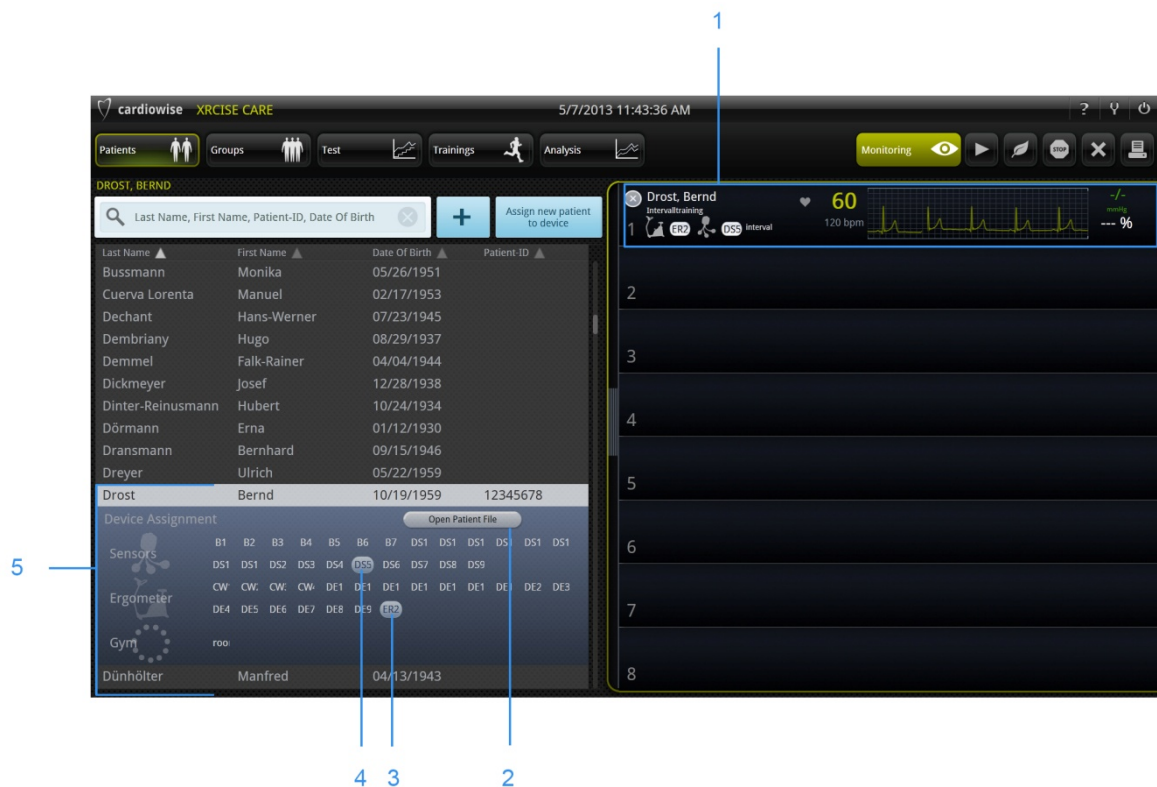 1
cardiowise XRCISE CARE 5/7/2013 11:43:36 AM ?
Patients Groups Test Trainings Analysis Monitoring STOP
DROST, BERND
Last Name, First Name, Patient-ID, Date Of Birth + Assign new patient
to device
Last Name First Name Date Of Birth Patient-ID
Bussmann Monika 05/26/1951
Cuerva Lorenta Manuel 02/17/1953
Dechant Hans-Werner 07/23/1945
Dembriany Hugo 08/29/1937
Demmel Falk-Rainer 04/04/1944
Dickmeyer Josef 12/28/1938
Dinter-Reinusmann Hubert 10/24/1934
Dörmann Erna 01/12/1930
Dransmann Bernhard 09/15/1946
Dreyer Ulrich 05/22/1959
Drost Bernd 10/19/1959 12345678
Device Assignment Open Patient File
Sensors
B1 B2 B3 B4 B5 B6 B7 DS1 DS1 DS1 DS1 DS1 DS1
DS1 DS1 DS2 DS3 DS4 DS5 DS6 DS7 DS8 DS9
Ergometer
CW CW CW CW DE1 DE1 DE1 DE1 DE1 DE1 DE1 DE2 DE3
DE4 DE5 DE6 DE7 DE8 DE9 ER2
Gym roo
Dünhölter Manfred 04/13/1943
Drost, Bernd 60 -/-
Intervalltraining 120 bpm mmHg
1 ER2 DS5 Interval --- %
2
3
4
5
6
7
8
5
4 3 2